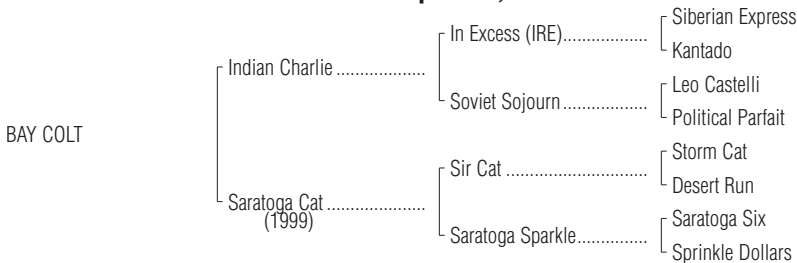 Siberian Express
In Excess (IRE)..................
Kantado
Indian Charlie ...................
Leo Castelli
Soviet Sojourn..................
Political Parfait
BAY COLT
Storm Cat
Sir Cat .............................
Desert Run
Saratoga Cat .....................
(1999)
Saratoga Six
Saratoga Sparkle...............
Sprinkle Dollars